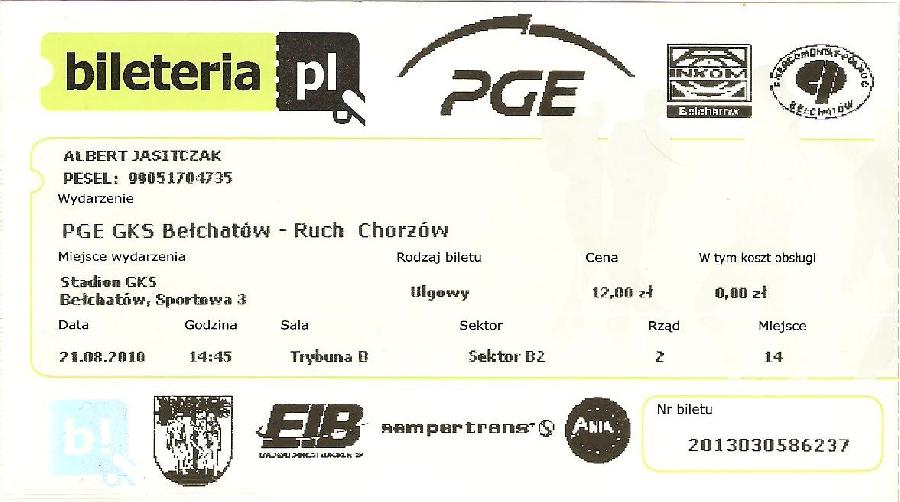 bileteria pl
PGE
INKOM
Bełchatów
BEŁCHATÓW
ALBERT JASITCZAK
PESEL: 99051704735
Wydarzenie
PGE GKS Bełchatów - Ruch Chorzów
Miejsce wydarzenia Rodzaj biletu Cena W tym koszt obsługi
Stadion GKS
Bełchatów, Sportowa 3 Ulgowy 12,00 zł 0,00 zł
Data Godzina Sala Sektor Rząd Miejsce
21.08.2010 14:45 Trybuna B Sektor B2 2 14
b! EIB sempertrans ANIA
Nr biletu
2013030586237